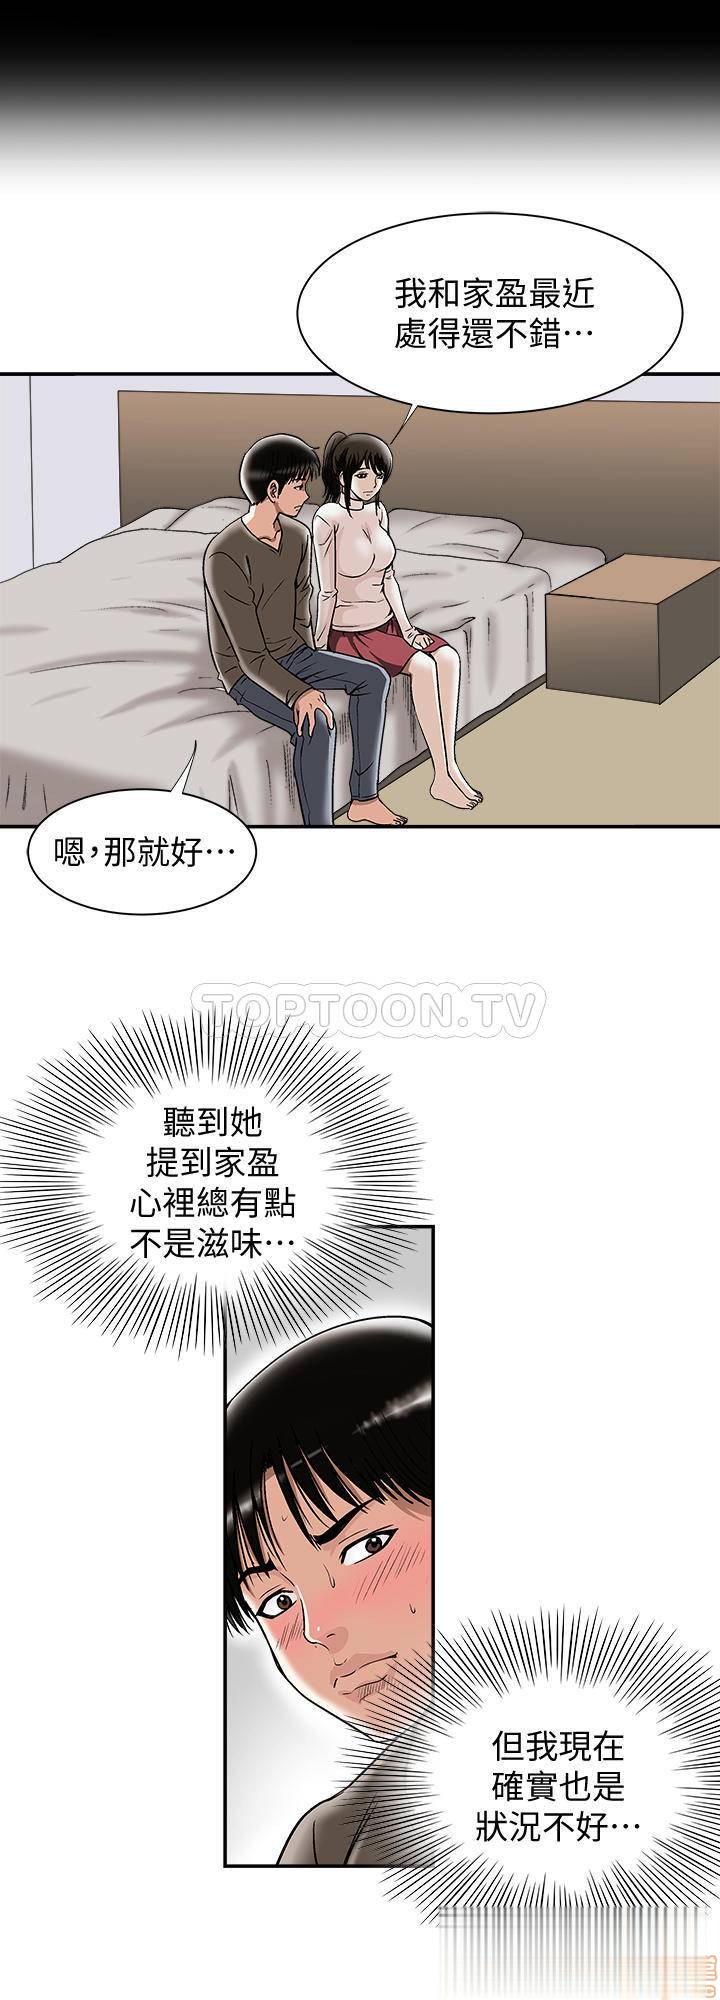 我和家盈最近
處得還不錯⋯
嗯，那就好⋯
TOPTOON.TV
聽到她
提到家盈
心裡總有點
不是滋味⋯
但我現在
確實也是
狀況不好⋯